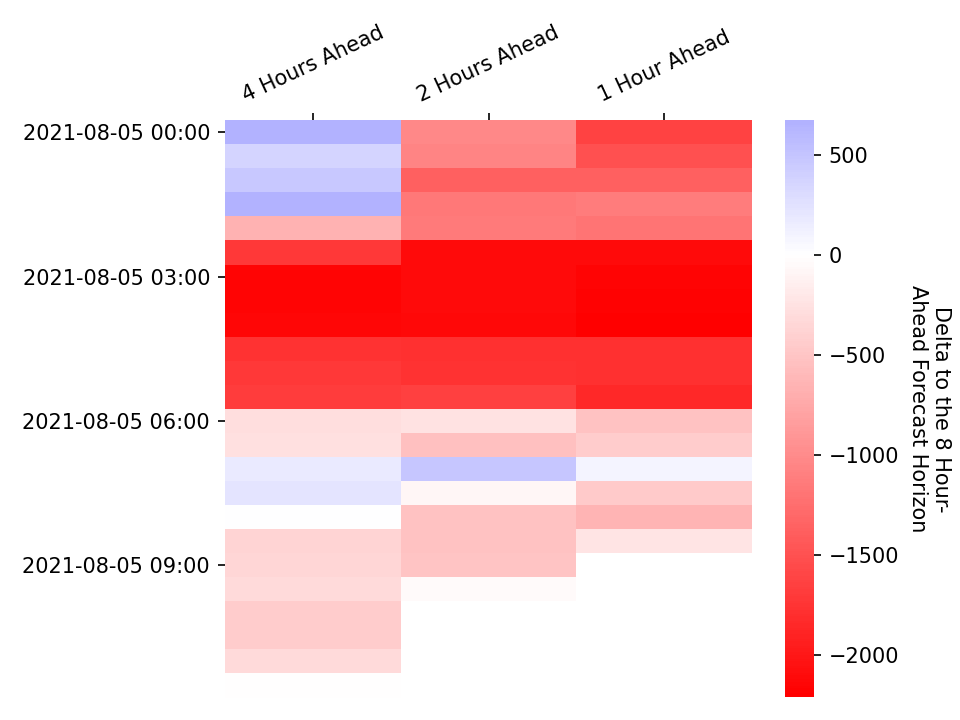 4 Hours Ahead
2 Hours Ahead
1 Hour Ahead
2021-08-05 00:00
2021-08-05 03:00
2021-08-05 06:00
2021-08-05 09:00
500
0
−500
−1000
−1500
−2000
Delta to the 8 Hour-
Ahead Forecast Horizon